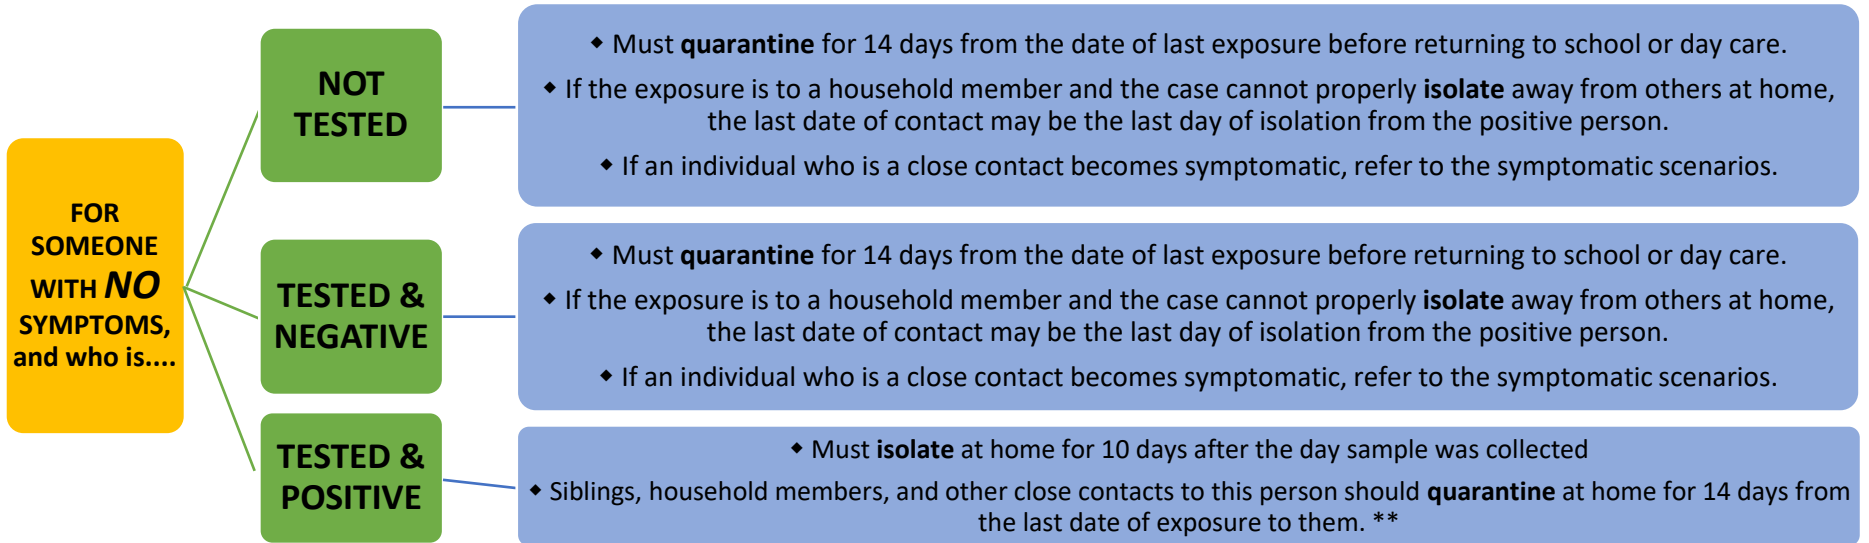 FOR
SOMEONE
WITH NO
SYMPTOMS,
and who is....
NOT
TESTED
◆ Must quarantine for 14 days from the date of last exposure before returning to school or day care.
◆ If the exposure is to a household member and the case cannot properly isolate away from others at home,
the last date of contact may be the last day of isolation from the positive person.
◆ If an individual who is a close contact becomes symptomatic, refer to the symptomatic scenarios.
TESTED &
NEGATIVE
◆ Must quarantine for 14 days from the date of last exposure before returning to school or day care.
◆ If the exposure is to a household member and the case cannot properly isolate away from others at home,
the last date of contact may be the last day of isolation from the positive person.
◆ If an individual who is a close contact becomes symptomatic, refer to the symptomatic scenarios.
TESTED &
POSITIVE
◆ Must isolate at home for 10 days after the day sample was collected
◆ Siblings, household members, and other close contacts to this person should quarantine at home for 14 days from
the last date of exposure to them. **